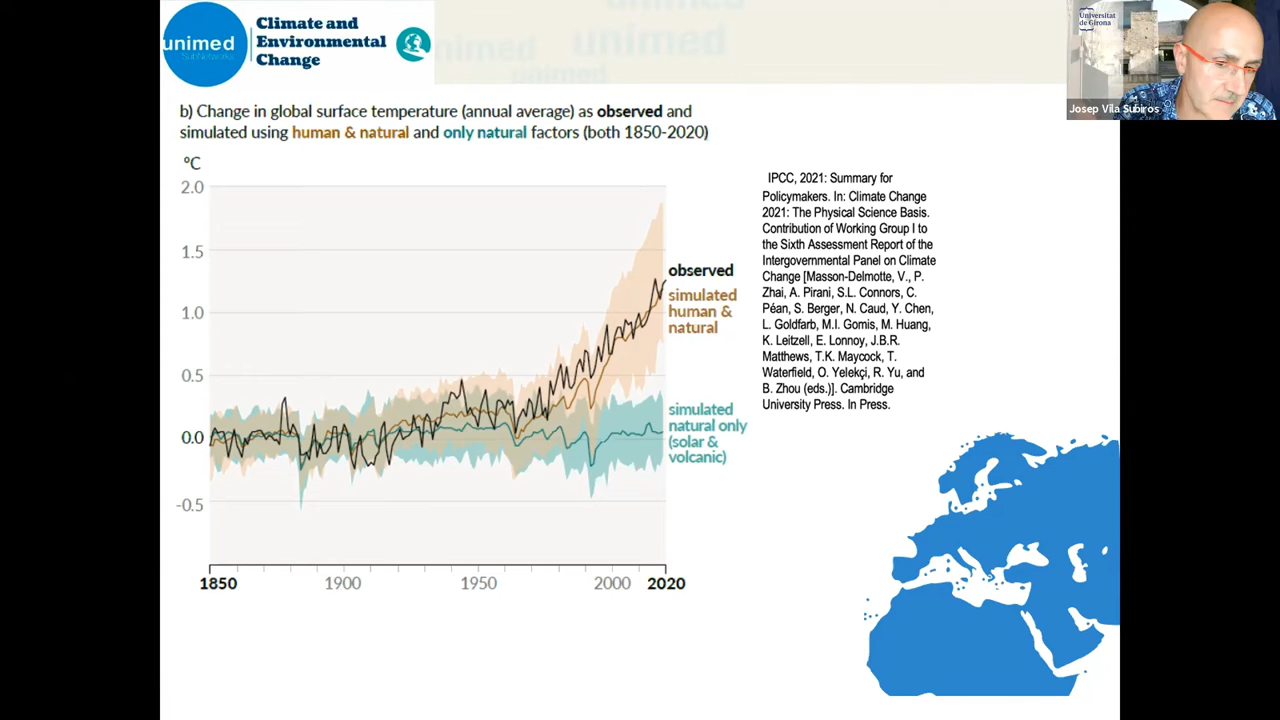 unimed
Climate and
Environmental
Change
unimed
unimed
unimed
unimed
Universitat
de Girona
Josep Vila Subiros
b) Change in global surface temperature (annual average) as observed and
simulated using human & natural and only natural factors (both 1850-2020)
ºC
2.0
1.5
1.0
0.5
0.0
-0.5
1850
1900
1950
2000
2020
observed
simulated
human &
natural
simulated
natural only
(solar &
volcanic)
IPCC, 2021: Summary for
Policymakers. In: Climate Change
2021: The Physical Science Basis.
Contribution of Working Group I to
the Sixth Assessment Report of the
Intergovernmental Panel on Climate
Change [Masson-Delmotte, V., P.
Zhai, A. Pirani, S.L. Connors, C.
Péan, S. Berger, N. Caud, Y. Chen,
L. Goldfarb, M.I. Gomis, M. Huang,
K. Leitzell, E. Lonnoy, J.B.R.
Matthews, T.K. Maycock, T.
Waterfield, O. Yelekçi, R. Yu, and
B. Zhou (eds.)]. Cambridge
University Press. In Press.